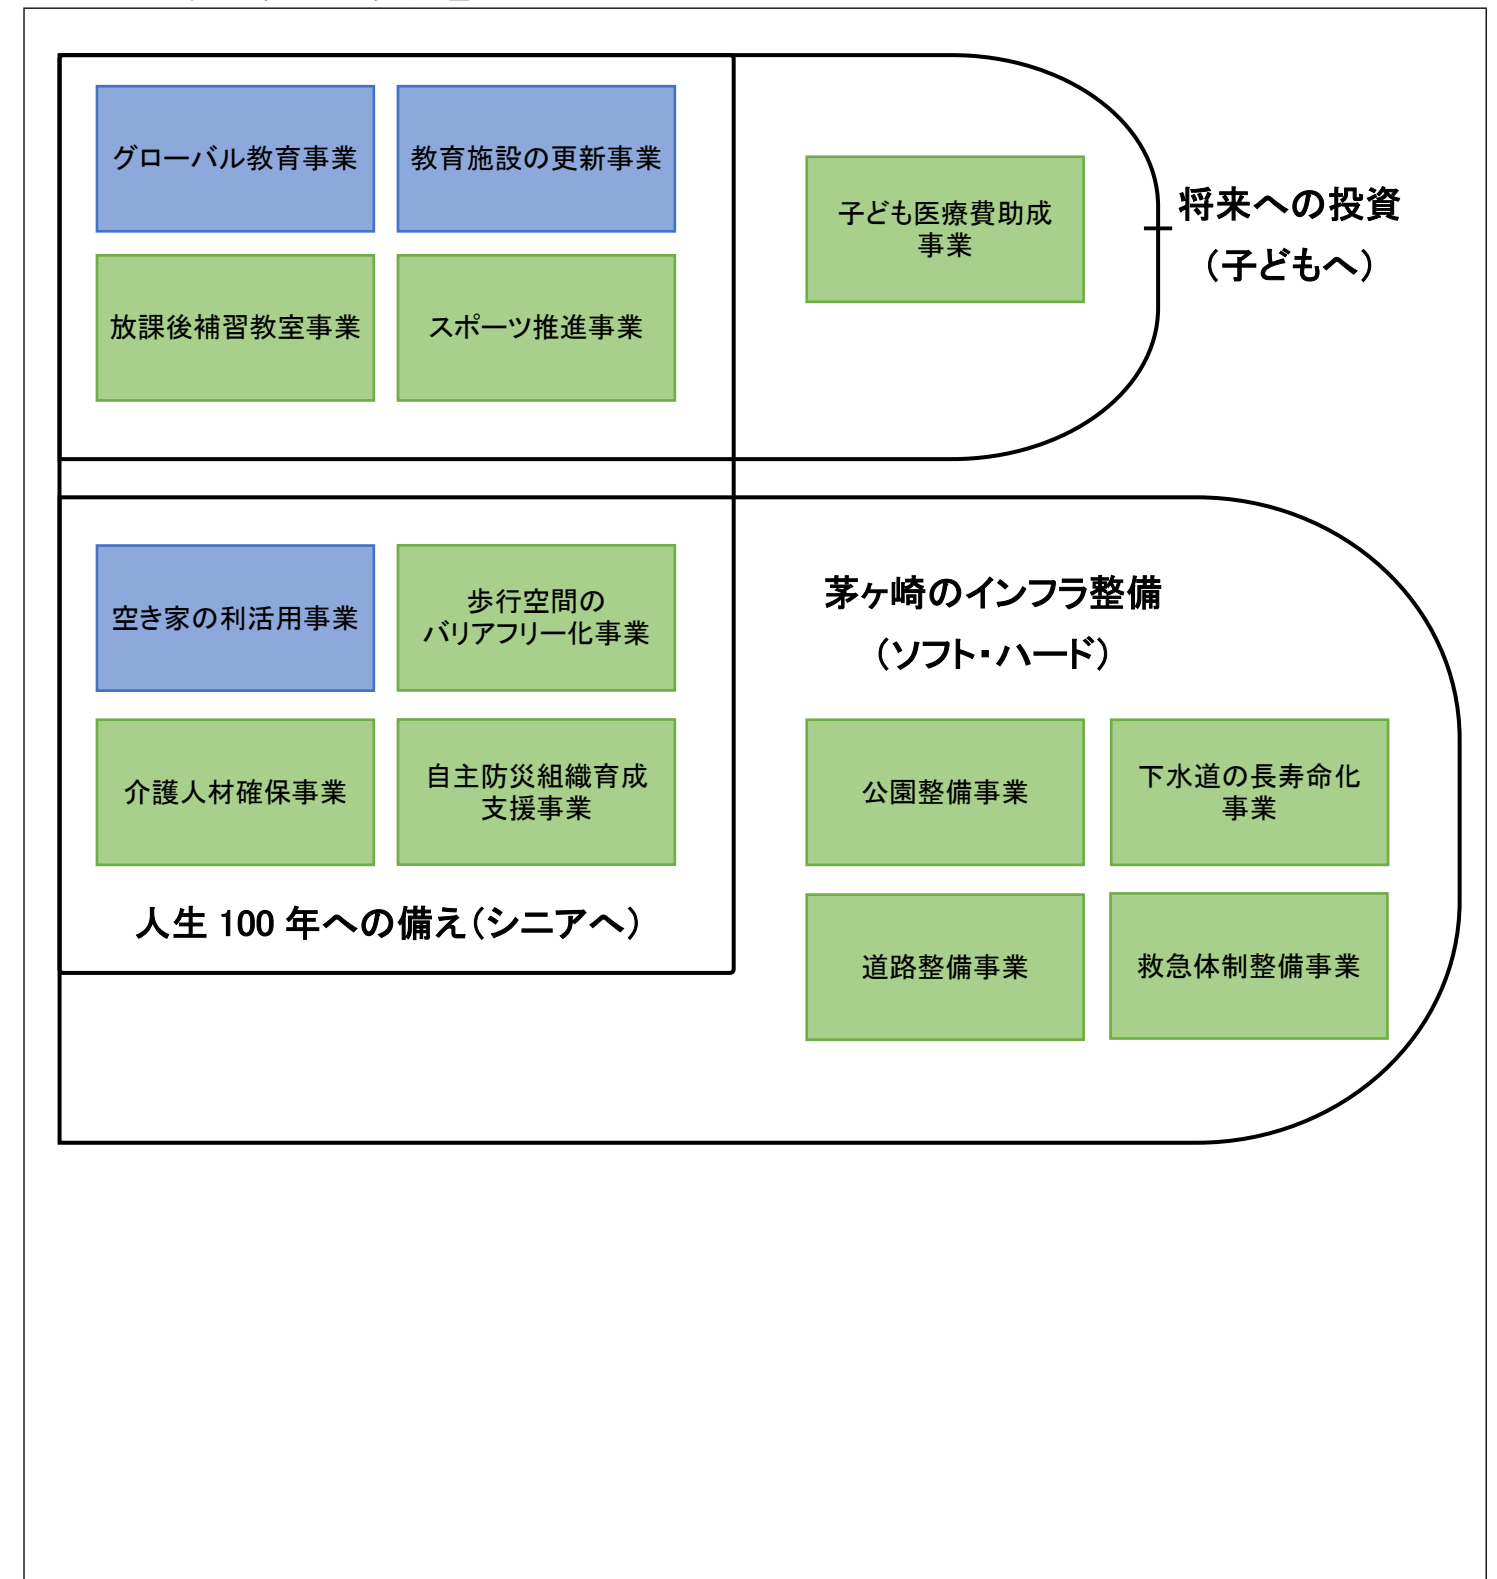 グローバル教育事業
教育施設の更新事業
放課後補習教室事業
スポーツ推進事業
子ども医療費助成
事業
将来への投資
（子どもへ）
空き家の利活用事業
歩行空間の
バリアフリー化事業
介護人材確保事業
自主防災組織育成
支援事業
人生 100 年への備え（シニアへ）
茅ヶ崎のインフラ整備
（ソフト・ハード）
公園整備事業
下水道の長寿命化
事業
道路整備事業
救急体制整備事業